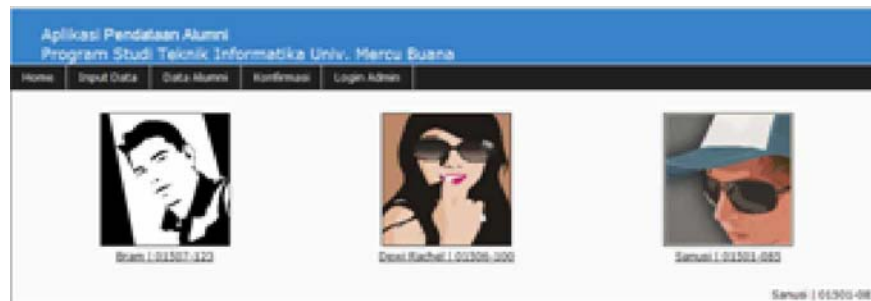 Aplikasi Pendataan Alumni
Program Studi Teknik Informatika Univ. Mercu Buana
Home Input Data Data Alumni Konfirmasi Login Admin
Bram | 01507-123 Dewi Rachel | 01506-100 Sanusi | 01501-085
Sanusi | 01501-08